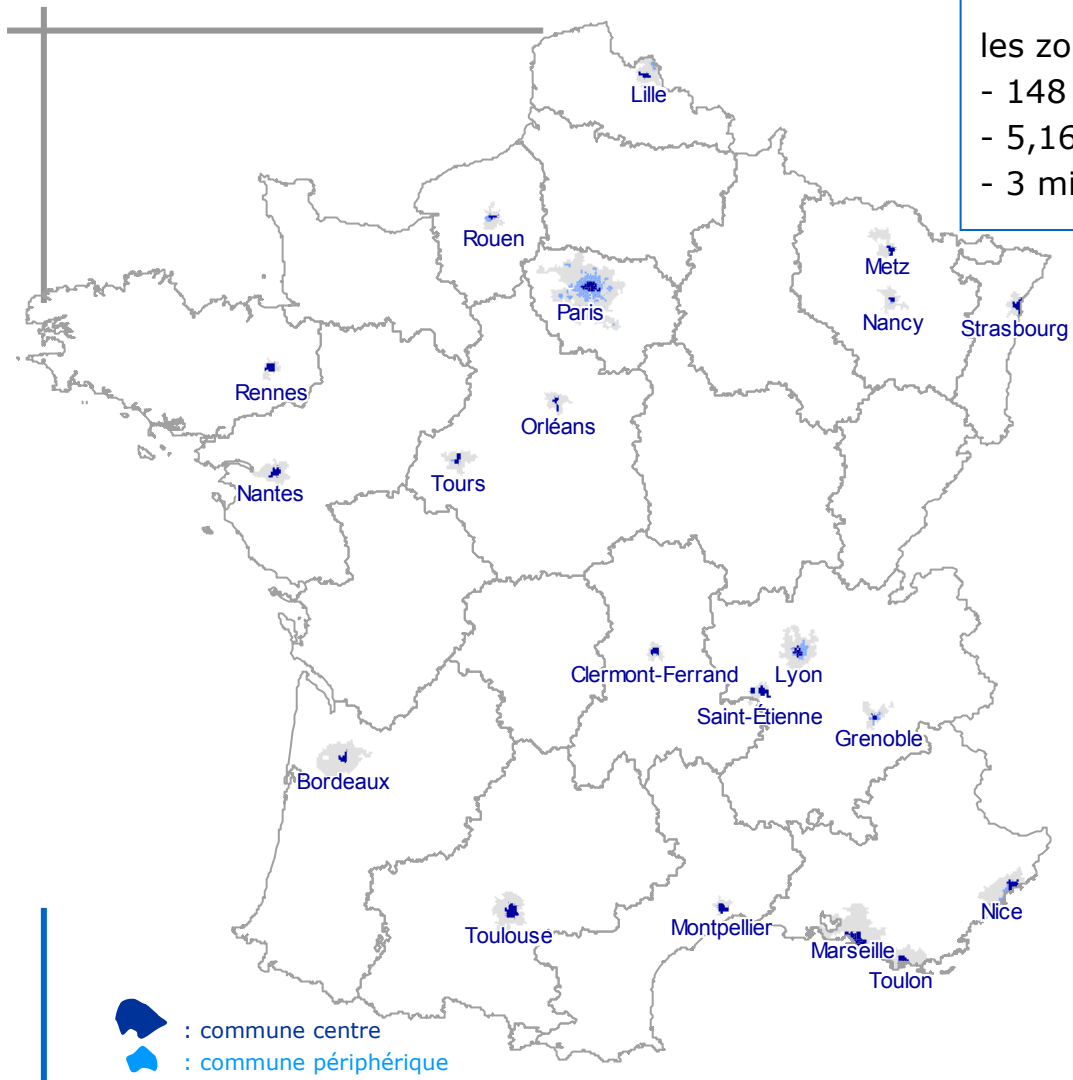 les zo
- 148
- 5,16
- 3 mi
Lille
Rouen
Metz
Paris
Nancy
Strasbourg
Rennes
Orléans
Tours
Nantes
Clermont-Ferrand
Lyon
Saint-Étienne
Grenoble
Bordeaux
Nice
Montpellier
Toulouse
Marseille
Toulon
: commune centre
: commune périphérique